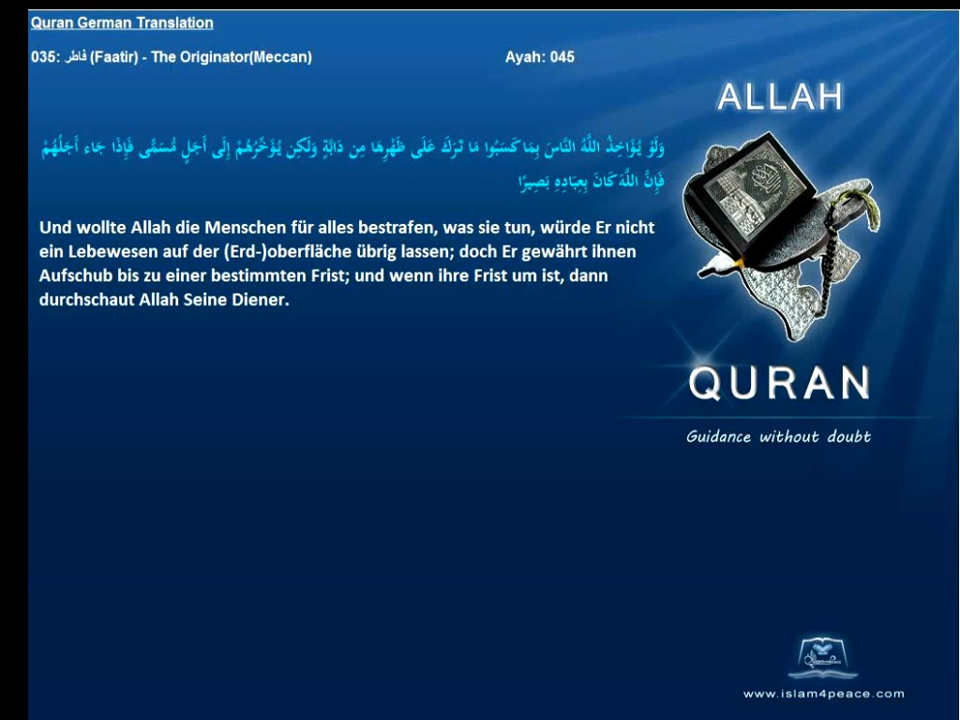 Quran German Translation
035: فاطر (Faatir) - The Originator(Meccan)
Ayah: 045
ALLAH
وَلَوْ يُؤَاخِذُ اللَّهُ النَّاسَ بِمَا كَسَبُوا مَا تَرَكَ عَلَى ظَهْرِهَا مِن دَابَّةٍ وَلَكِن يُؤَخِّرُهُمْ إِلَى أَجَلٍ مُّسَمًّى فَإِذَا جَاء أَجَلُهُمْ
فَإِنَّ اللَّهَ كَانَ بِعِبَادِهِ بَصِيرًا
Und wollte Allah die Menschen für alles bestrafen, was sie tun, würde Er nicht
ein Lebewesen auf der (Erd-)oberfläche übrig lassen; doch Er gewährt ihnen
Aufschub bis zu einer bestimmten Frist; und wenn ihre Frist um ist, dann
durchschaut Allah Seine Diener.
QURAN
Guidance without doubt
www.islam4peace.com